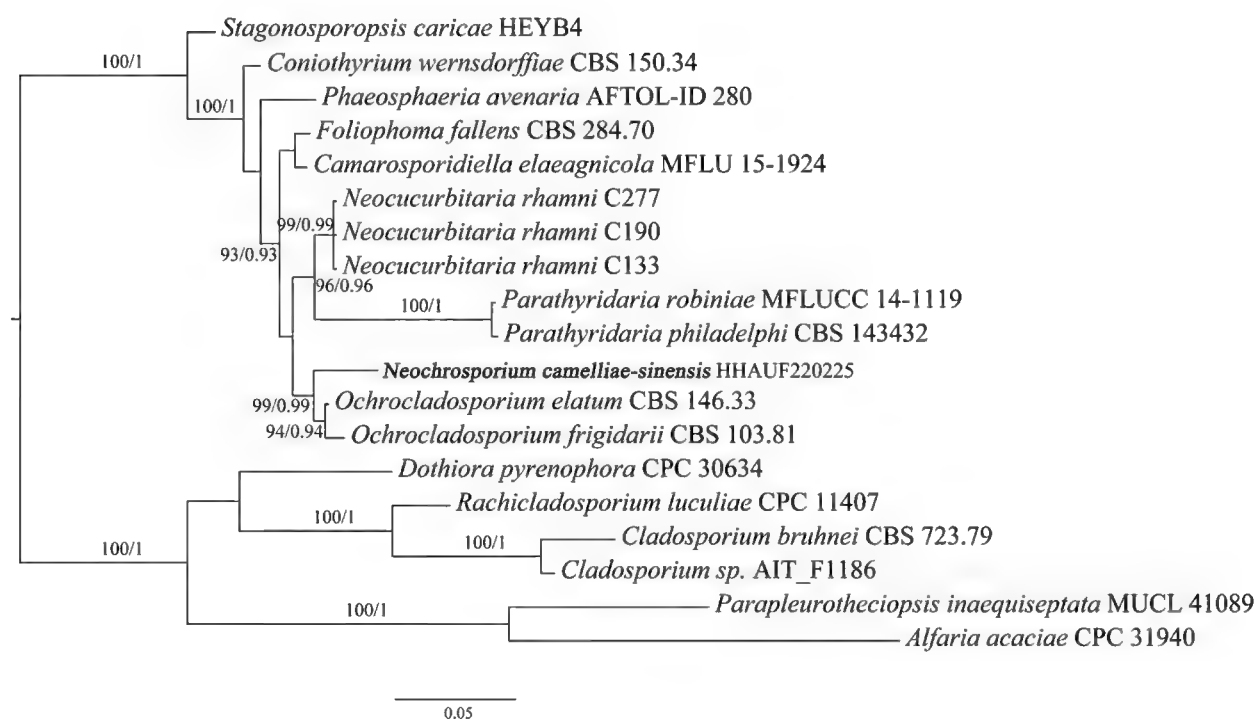 Stagonosporopsis caricae HEYB4
100/1
Coniothyrium wernsdorffiae CBS 150.34
Phaeosphaeria avenaria AFTOL-ID 280
100/1
Foliophoma fallens CBS 284.70
Camarosporidiella elaeagnicola MFLU 15-1924
Neocucurbitaria rhamni C277
99/0.99
Neocucurbitaria rhamni C190
93/0.93
Neocucurbitaria rhamni C133
96/0.96
Parathyridaria robiniae MFLUCC 14-1119
100/1
Parathyridaria philadelphi CBS 143432
Neochrosporium camelliae-sinensis HHAUF220225
99/0.99
Ochrocladosporium elatum CBS 146.33
94/0.94
Ochrocladosporium frigidarii CBS 103.81
Dothiora pyrenophora CPC 30634
Rachicladosporium luculiae CPC 11407
100/1
Cladosporium bruhnei CBS 723.79
100/1
100/1
Cladosporium sp. AIT_F1186
Parapleurotheciopsis inaequiseptata MUCL 41089
100/1
Alfaria acaciae CPC 31940
0.05